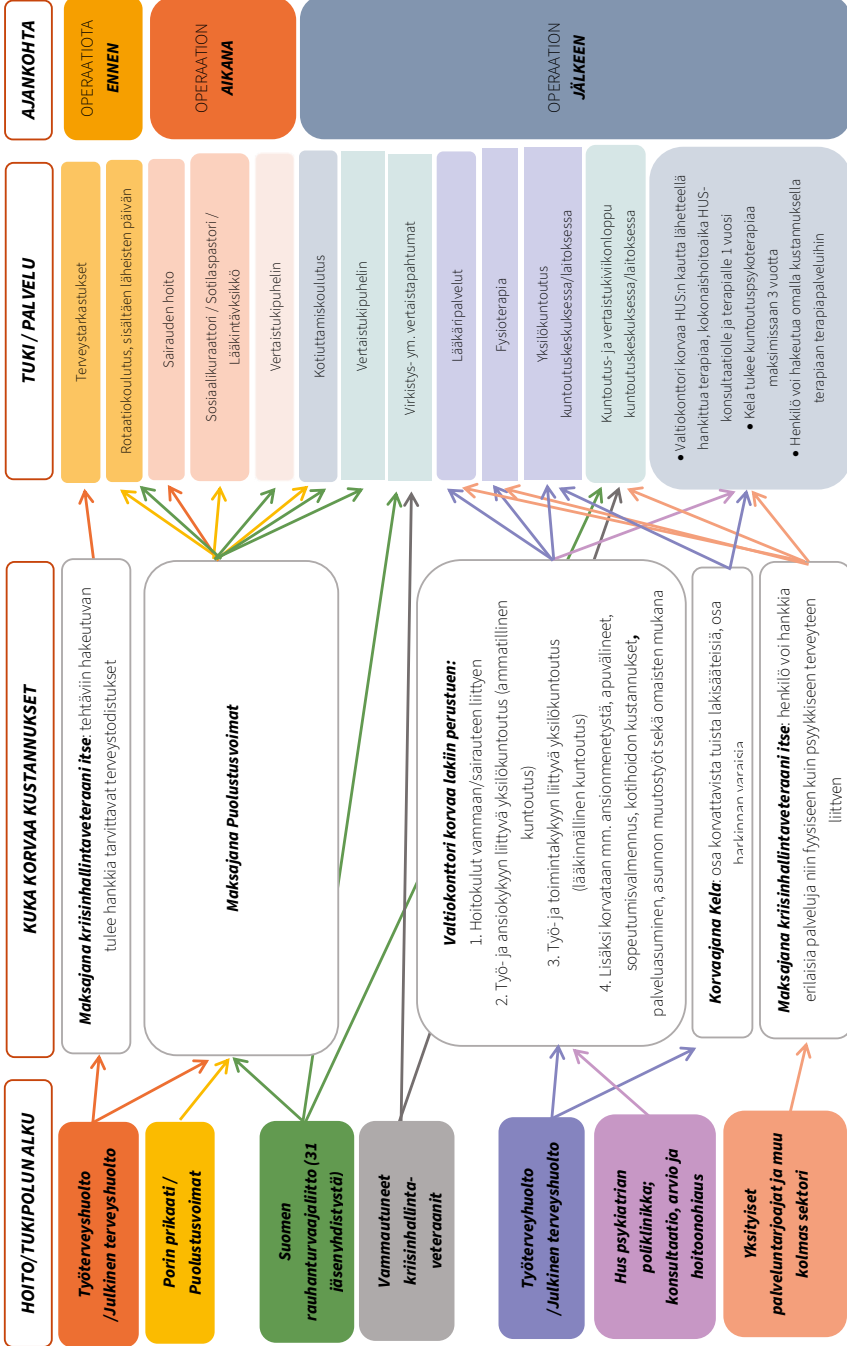 HOITO/TUKIPOLUN ALKU
Työterveyshuolto
/Julkinen terveyshuolto
Porin prikaati /
Puolustusvoimat
Suomen
rauhanturvaajaliitto (31
jäsenvhdistystä)
Vammautuneet
kriisinhallinta-
veteraanit
Työterveyhuolto
/Julkinen terveyshuolto
Hus psykiatrian
poliklinikka;
konsultaatio, arvio ja
hoitoonohjaus
Yksityiset
palveluntarjoajat ja muu
kolmas sektori
KUKA KORVAA KUSTANNUKSET
Maksajana kriisinhallintaveteraani itse: tehtäviin hakeutuvan
tulee hankkia tarvittavat terveystodistukset
Maksajana Puolustusvoimat
Valtiokonttori korvaa lakiin perustuen:
1. Hoitokulut vammaan/sairauteen liittyen
2. Työ- ja ansiokykyyn liittyvä yksilökuntoutus (ammatillinen
kuntoutus)
3. Työ- ja toimintakykyyn liittyvä yksilökuntoutus
(lääkinnällinen kuntoutus)
4. Lisäksi korvataan mm. ansionmenetystä, apuvälineet,
sopeutumisvalmennus, kotihoidon kustannukset,
palveluasuminen, asunnon muutostyöt sekä omaisten mukana
Korvaajana Kela: osa korvattavista tuista lakisääteisiä, osa
harkinnan varaisia
Maksajana kriisinhallintaveteraani itse: henkilö voi hankkia
erilaisia palveluja niin fyysiseen kuin psyykkiseen terveyteen
liittyen
TUKI / PALVELU
Terveystarkastukset
Rotaatiokoulutus, sisältäen läheisten päivän
Sairauden hoito
Sosiaalikuraattori / Sotilaspastori /
Lääkintäyksikkö
Vertaistukipuhelin
Kotiuttamiskoulutus
Vertaistukipuhelin
Virkistys- ym. vertaistapahtumat
Lääkäripalvelut
Fysioterapia
Yksilökuntoutus
kuntoutuskeskuksessa/laitoksessa
Kuntoutus- ja vertaistukiviikonloppu
kuntoutuskeskuksessa/laitoksessa
• Valtiokonttori korvaa HUS:n kautta lähetteellä
hankittua terapiaa, kokonaishoitoaika HUS-
konsultaatiolle ja terapialle 1 vuosi
• Kela tukee kuntoutuspsykoterapiaa
maksimissaan 3 vuotta
• Henkilö voi hakeutua omalla kustannuksella
terapiaan terapiapalveluihin
AJANKOHTA
OPERAATIOTA
ENNEN
OPERAATION
AIKANA
OPERAATION
JÄLKEEN